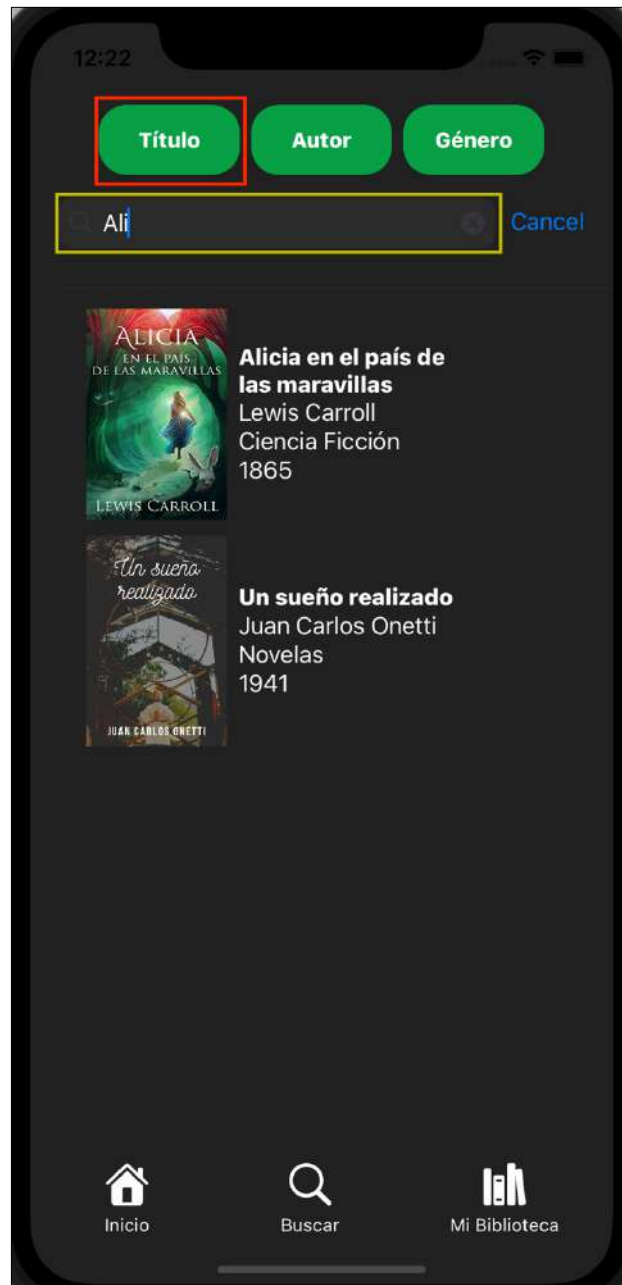 12:22
Título
Autor
Género
Ali
Cancel
ALICIA
EN EL PAÍS
DE LAS MARAVILLAS
LEWIS CARROLL
Alicia en el país de
las maravillas
Lewis Carroll
Ciencia Ficción
1865
Un sueño
realizado
JUAN CARLOS ONETTI
Un sueño realizado
Juan Carlos Onetti
Novelas
1941
Inicio
Buscar
Mi Biblioteca